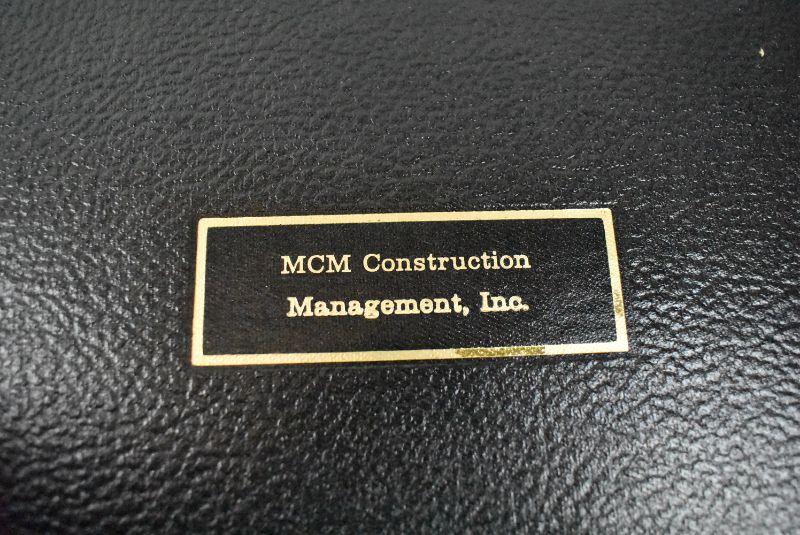 MCM Construction
Management, Inc.